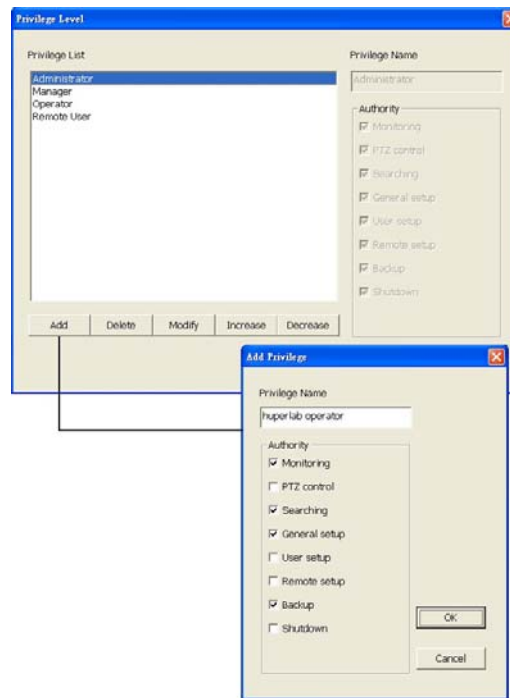 Privilege Level
Privilege List
Privilege Name
Administrator
Manager
Operator
Remote User
Administrator
Authority
Monitoring
PTZ control
Searching
General setup
User setup
Remote setup
Backup
Shutdown
Add
Delete
Modify
Increase
Decrease
Add Privilege
Privilege Name
huperlab operator
Authority
Monitoring
PTZ control
Searching
General setup
User setup
Remote setup
Backup
Shutdown
OK
Cancel